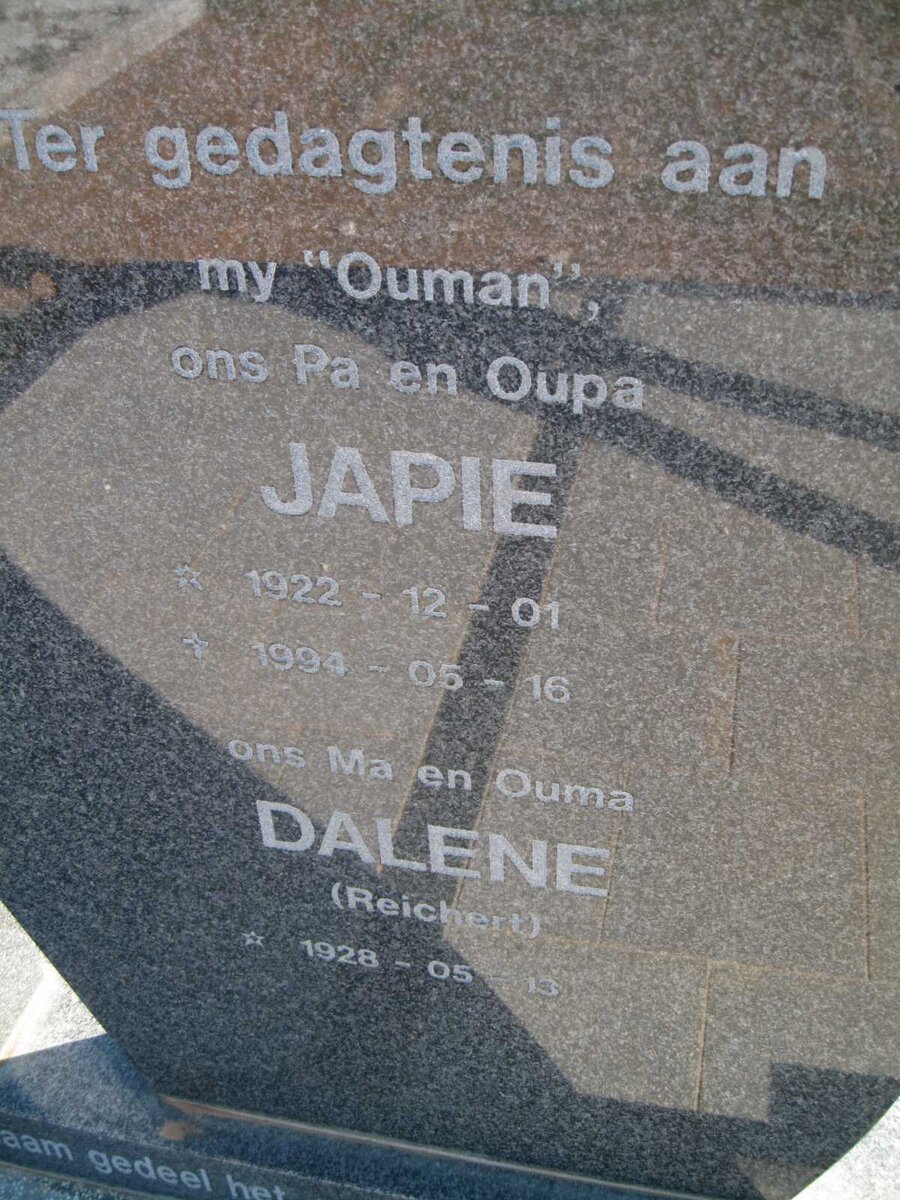 Ter gedagtenis aan
my "Ouman",
ons Pa en Oupa
JAPIE
☆ 1922 - 12 - 01
✝ 1994 - 05 - 16
ons Ma en Ouma
DALENE
(Reichert)
☆ 1928 - 05 - 13
gedeel het